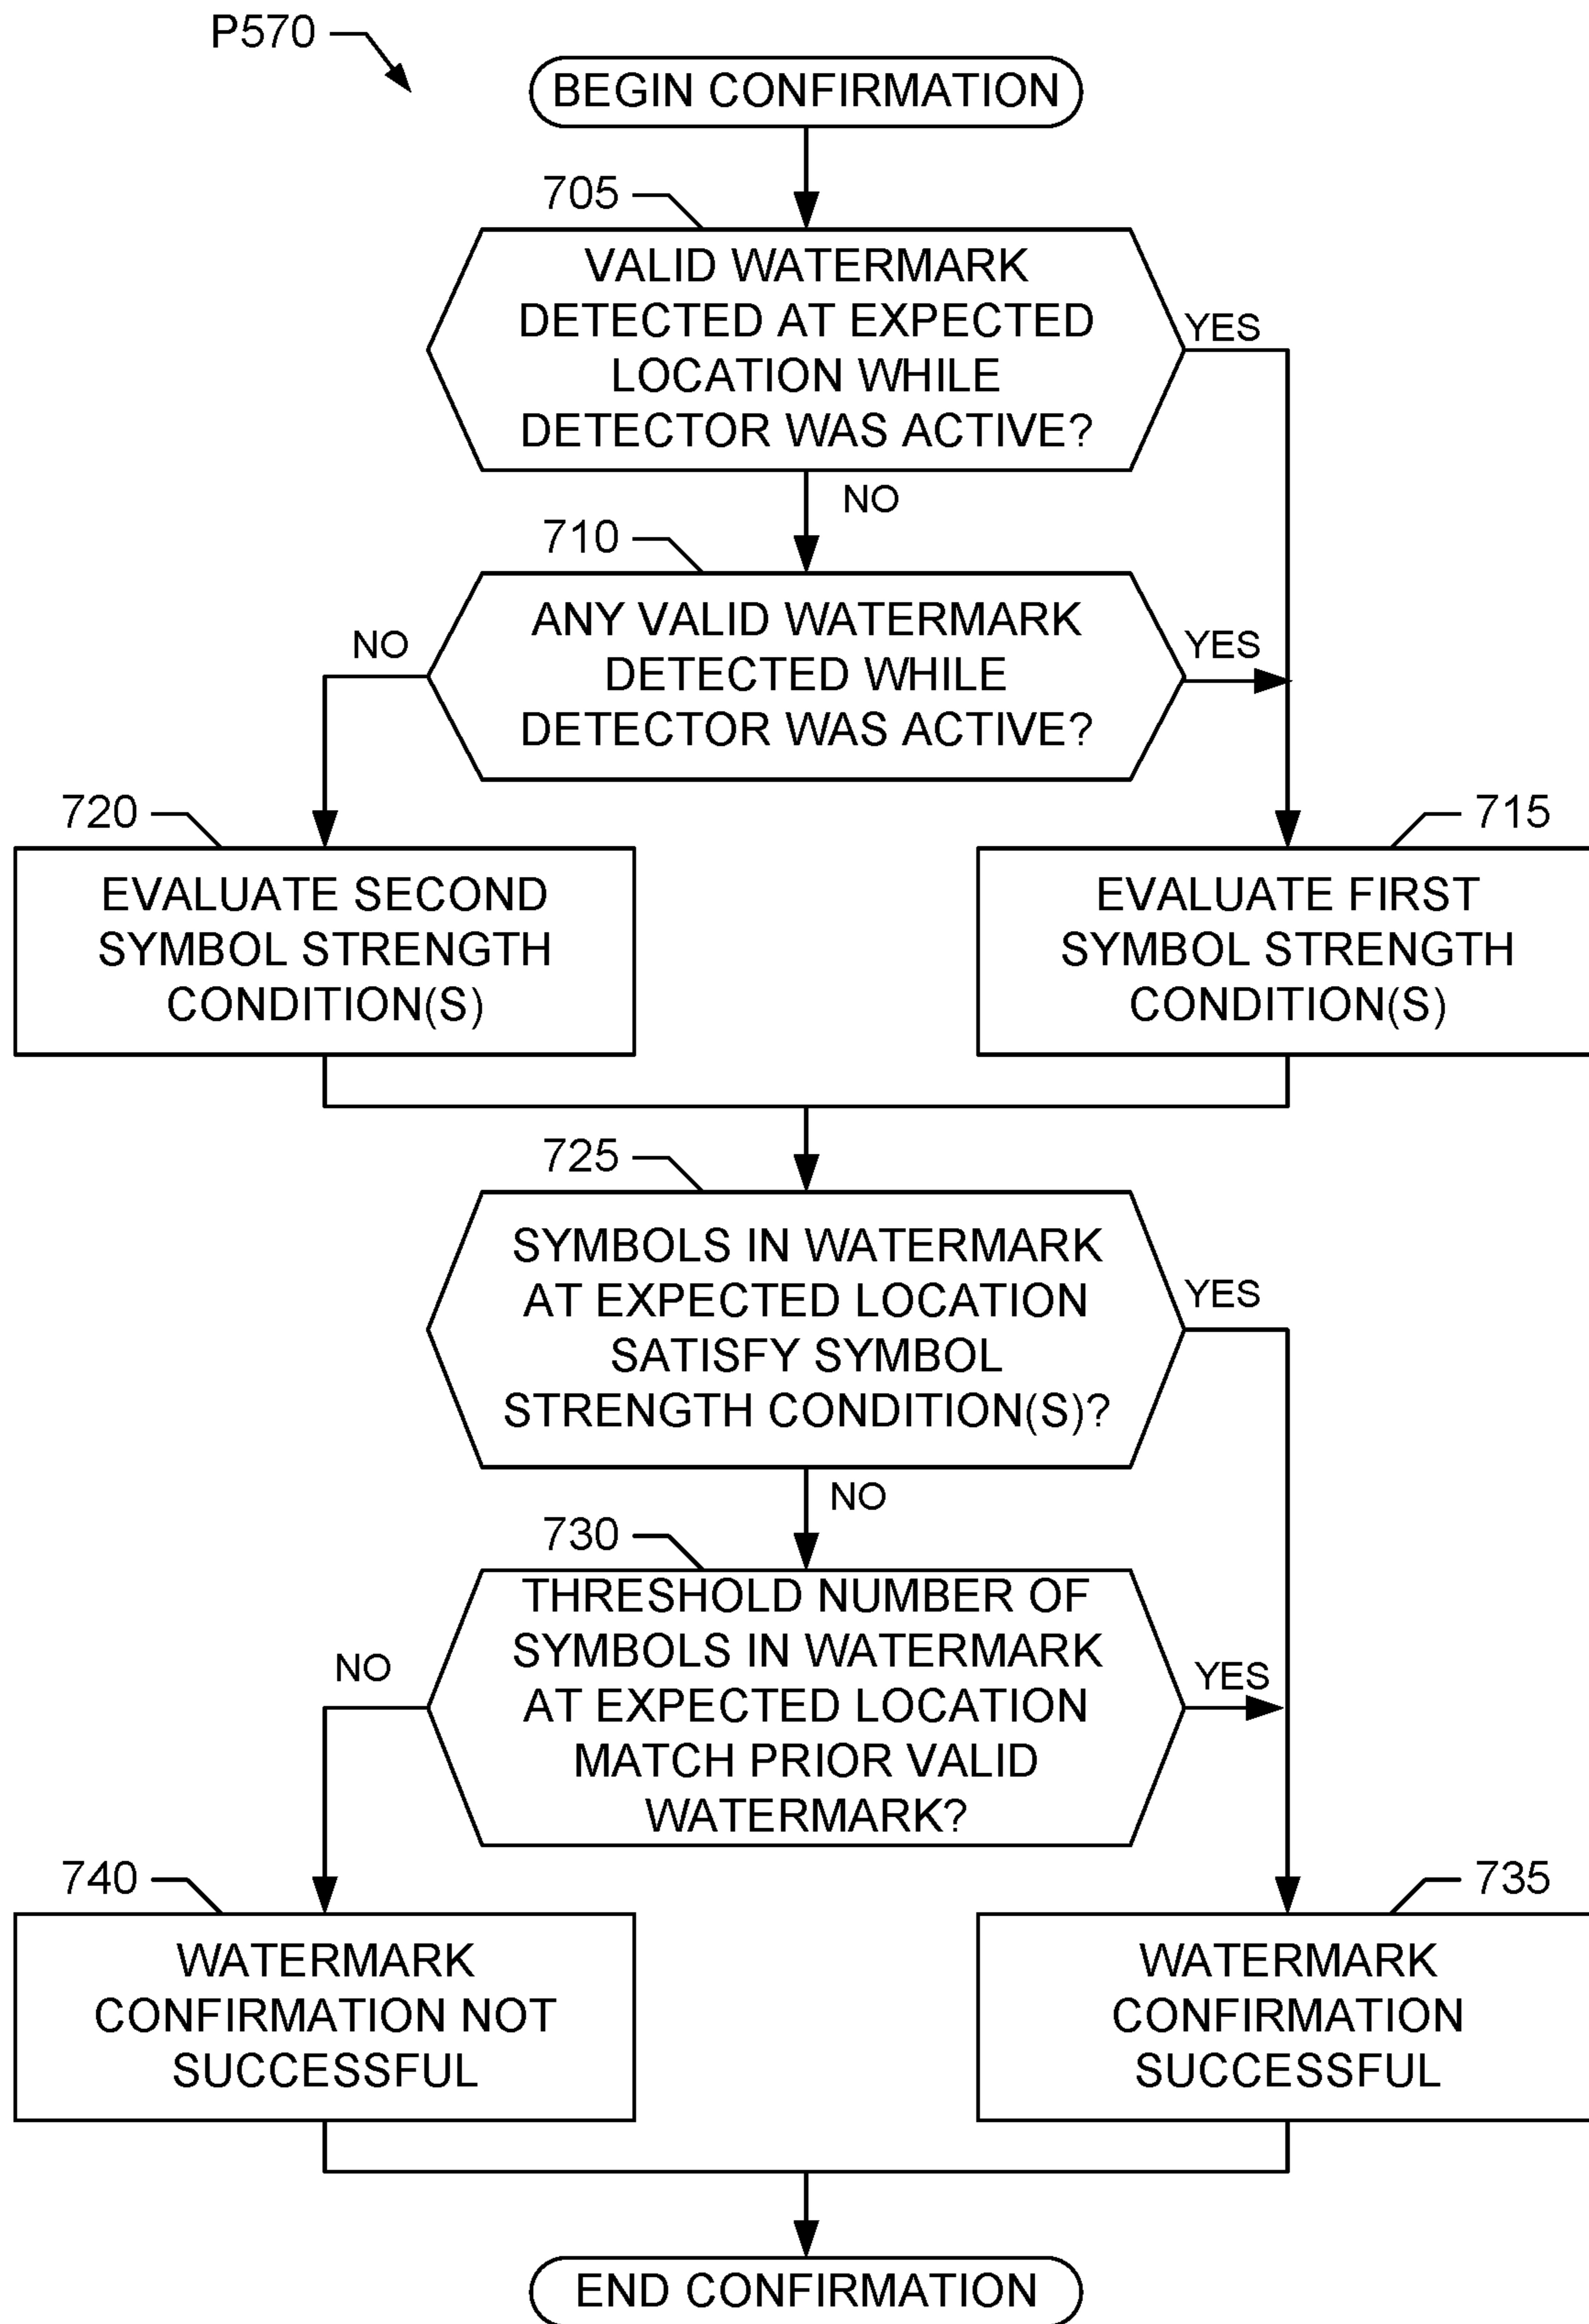 P570
BEGIN CONFIRMATION
705
VALID WATERMARK
DETECTED AT EXPECTED
LOCATION WHILE
DETECTOR WAS ACTIVE?
YES
NO
710
ANY VALID WATERMARK
DETECTED WHILE
DETECTOR WAS ACTIVE?
NO
YES
720
EVALUATE SECOND
SYMBOL STRENGTH
CONDITION(S)
715
EVALUATE FIRST
SYMBOL STRENGTH
CONDITION(S)
725
SYMBOLS IN WATERMARK
AT EXPECTED LOCATION
SATISFY SYMBOL
STRENGTH CONDITION(S)?
YES
NO
730
THRESHOLD NUMBER OF
SYMBOLS IN WATERMARK
AT EXPECTED LOCATION
MATCH PRIOR VALID
WATERMARK?
NO
YES
740
WATERMARK
CONFIRMATION NOT
SUCCESSFUL
735
WATERMARK
CONFIRMATION
SUCCESSFUL
END CONFIRMATION